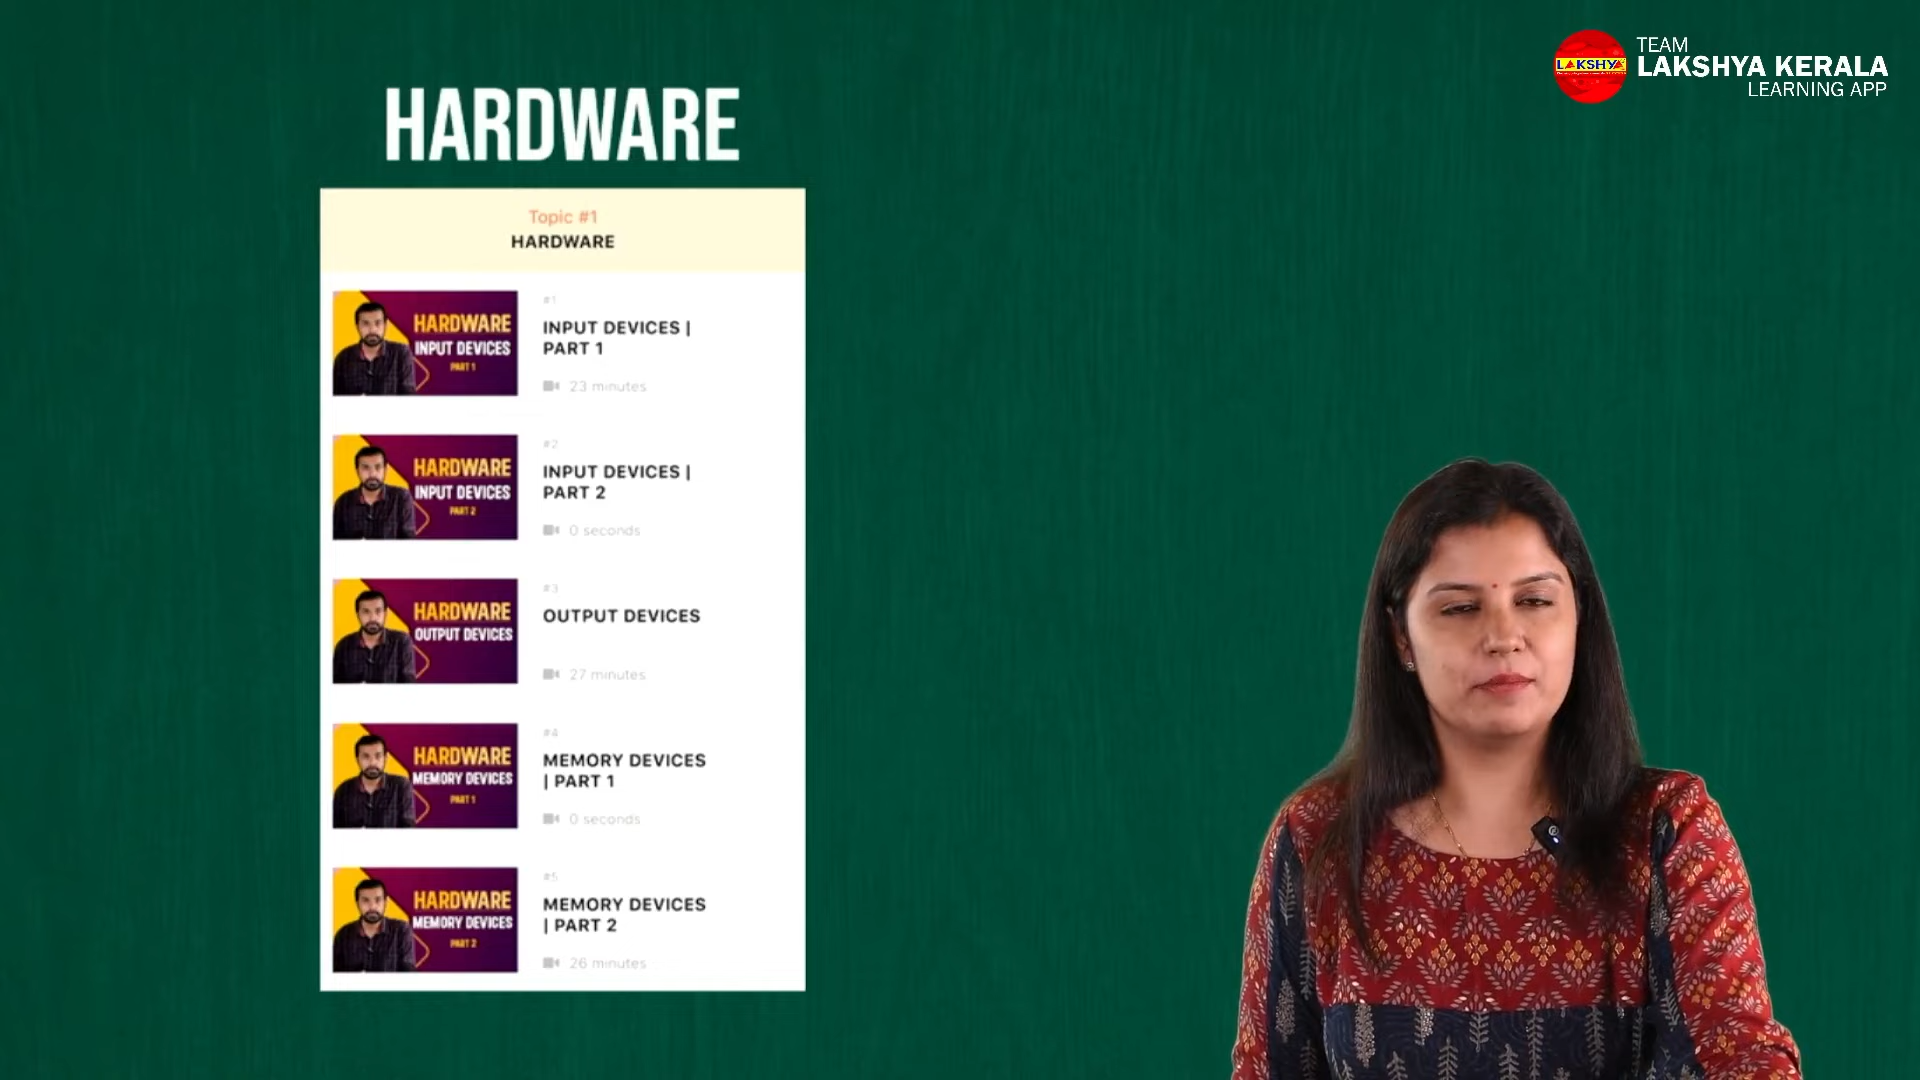 TEAM
LAKSHYA KERALA
LEARNING APP
LAKSHYA
HARDWARE
Topic #1
HARDWARE
HARDWARE
INPUT DEVICES
PART 1
#1
INPUT DEVICES |
PART 1
23 minutes
HARDWARE
INPUT DEVICES
PART 2
#2
INPUT DEVICES |
PART 2
0 seconds
HARDWARE
OUTPUT DEVICES
#3
OUTPUT DEVICES
27 minutes
HARDWARE
MEMORY DEVICES
PART 1
#4
MEMORY DEVICES
| PART 1
0 seconds
HARDWARE
MEMORY DEVICES
PART 2
#5
MEMORY DEVICES
| PART 2
26 minutes